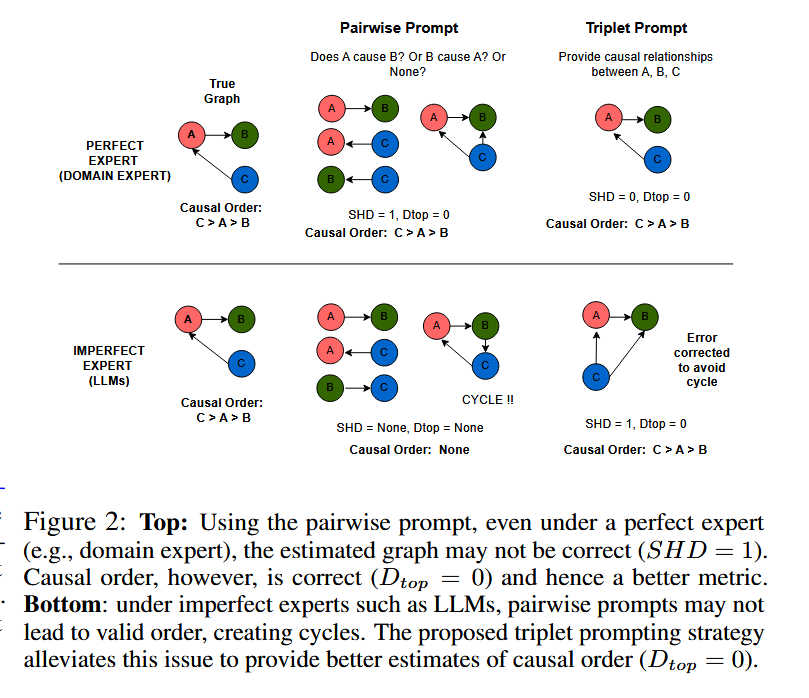 Pairwise Prompt
Triplet Prompt
Does A cause B? Or B cause A? Or
None?
Provide causal relationships
between A, B, C
True
Graph
PERFECT
EXPERT
(DOMAIN EXPERT)
A
B
C
Causal Order:
C > A > B
A
B
A
C
B
C
A
B
C
SHD = 1, Dtop = 0
Causal Order: C > A > B
A
B
C
SHD = 0, Dtop = 0
Causal Order: C > A > B
IMPERFECT
EXPERT
(LLMs)
A
B
C
Causal Order:
C > A > B
A
B
A
C
B
C
A
B
C
CYCLE !!
SHD = None, Dtop = None
Causal Order: None
A
B
C
Error
corrected
to avoid
cycle
SHD = 1, Dtop = 0
Causal Order: C > A > B
Figure 2: Top: Using the pairwise prompt, even under a perfect expert
(e.g., domain expert), the estimated graph may not be correct (SHD = 1).
Causal order, however, is correct (Dtop = 0) and hence a better metric.
Bottom: under imperfect experts such as LLMs, pairwise prompts may not
lead to valid order, creating cycles. The proposed triplet prompting strategy
alleviates this issue to provide better estimates of causal order (Dtop = 0).